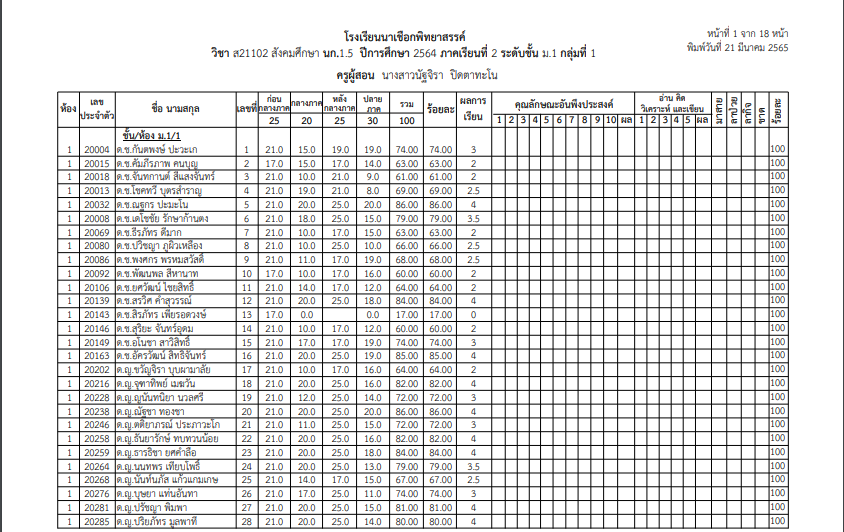 โรงเรียนนาเชือกพิทยาสรรค์
หน้าที่ 1 จาก 18 หน้า
วิชา ส21102 สังคมศึกษา นก.1.5 ปีการศึกษา 2564 ภาคเรียนที่ 2 ระดับชั้น ม.1 กลุ่มที่ 1
พิมพ์วันที่ 21 มีนาคม 2565
ครูผู้สอน นางสาวนัฐจิรา ปิดตาทะโน
ห้อง เลขประจำตัว ชื่อ นามสกุล เลขที่ ก่อนกลางภาค กลางภาค หลังกลางภาค ปลายภาค รวม ร้อยละ ผลการเรียน คุณลักษณะอันพึงประสงค์ อ่าน คิด วิเคราะห์ และเขียน มาสาย ลาป่วย ลากิจ ขาด ร้อยละ
25 20 25 30 100 1 2 3 4 5 6 7 8 9 10 ผล 1 2 3 4 5 ผล
ชั้น/ห้อง ม.1/1
1 20004 ด.ช.กันตพงษ์ ปะวะเก 1 21.0 15.0 19.0 19.0 74.00 74.00 3 100
1 20015 ด.ช.คัมภีรภาพ คนบุญ 2 17.0 15.0 17.0 14.0 63.00 63.00 2 100
1 20018 ด.ช.จันทกานต์ สีแสงจันทร์ 3 21.0 10.0 21.0 9.0 61.00 61.00 2 100
1 20013 ด.ช.โชคทวี บุตรสำราญ 4 21.0 19.0 21.0 8.0 69.00 69.00 2.5 100
1 20032 ด.ช.ณฐกร ปะมะโน 5 21.0 20.0 25.0 20.0 86.00 86.00 4 100
1 20008 ด.ช.เดโชชัย รักษาก้านตง 6 21.0 18.0 25.0 15.0 79.00 79.00 3.5 100
1 20069 ด.ช.ธีรภัทร ดีมาก 7 21.0 10.0 17.0 15.0 63.00 63.00 2 100
1 20080 ด.ช.ปวิชญา ภูผิวเหลือง 8 21.0 10.0 25.0 10.0 66.00 66.00 2.5 100
1 20086 ด.ช.พงศกร พรหมสวัสดิ์ 9 21.0 11.0 17.0 19.0 68.00 68.00 2.5 100
1 20092 ด.ช.พัฒนพล สีหานาท 10 17.0 10.0 17.0 16.0 60.00 60.00 2 100
1 20106 ด.ช.ยศวัฒน์ ไชยสิทธิ์ 11 21.0 14.0 17.0 12.0 64.00 64.00 2 100
1 20139 ด.ช.สรวิศ คำสุวรรณ์ 12 21.0 20.0 25.0 18.0 84.00 84.00 4 100
1 20143 ด.ช.สิรภัทร เพียรอดวงษ์ 13 17.0 0.0 0.0 17.00 17.00 0 100
1 20146 ด.ช.สุริยะ จันทร์อุดม 14 21.0 10.0 17.0 12.0 60.00 60.00 2 100
1 20149 ด.ช.อโนชา สาวิสิทธิ์ 15 21.0 17.0 17.0 19.0 74.00 74.00 3 100
1 20163 ด.ช.อัครวัฒน์ สิทธิจันทร์ 16 21.0 20.0 25.0 19.0 85.00 85.00 4 100
1 20202 ด.ญ.ขวัญจิรา บุบผามาลัย 17 21.0 10.0 17.0 16.0 64.00 64.00 2 100
1 20216 ด.ญ.จุฑาทิพย์ เมฆวัน 18 21.0 20.0 25.0 16.0 82.00 82.00 4 100
1 20228 ด.ญ.ญนันทนิยา นวลศรี 19 21.0 12.0 25.0 14.0 72.00 72.00 3 100
1 20238 ด.ญ.ณัฐชา ทองชา 20 21.0 20.0 25.0 20.0 86.00 86.00 4 100
1 20246 ด.ญ.ตติยาภรณ์ ประภาวะโก 21 21.0 11.0 25.0 15.0 72.00 72.00 3 100
1 20258 ด.ญ.ธันยารักษ์ ทบทวนน้อย 22 21.0 20.0 25.0 16.0 82.00 82.00 4 100
1 20259 ด.ญ.ธารธิชา ยศคำลือ 23 21.0 20.0 25.0 18.0 84.00 84.00 4 100
1 20264 ด.ญ.นนทพร เทียบโพธิ์ 24 21.0 20.0 25.0 13.0 79.00 79.00 3.5 100
1 20268 ด.ญ.นันท์นภัส แก้วแกมเกษ 25 21.0 14.0 17.0 15.0 67.00 67.00 2.5 100
1 20276 ด.ญ.บุษยา แท่นอันทา 26 21.0 17.0 25.0 11.0 74.00 74.00 3 100
1 20281 ด.ญ.ปรัชญา พิมพา 27 21.0 20.0 25.0 15.0 81.00 81.00 4 100
1 20285 ด.ญ.ปริยภัทร มูลพาที 28 21.0 20.0 25.0 14.0 80.00 80.00 4 100